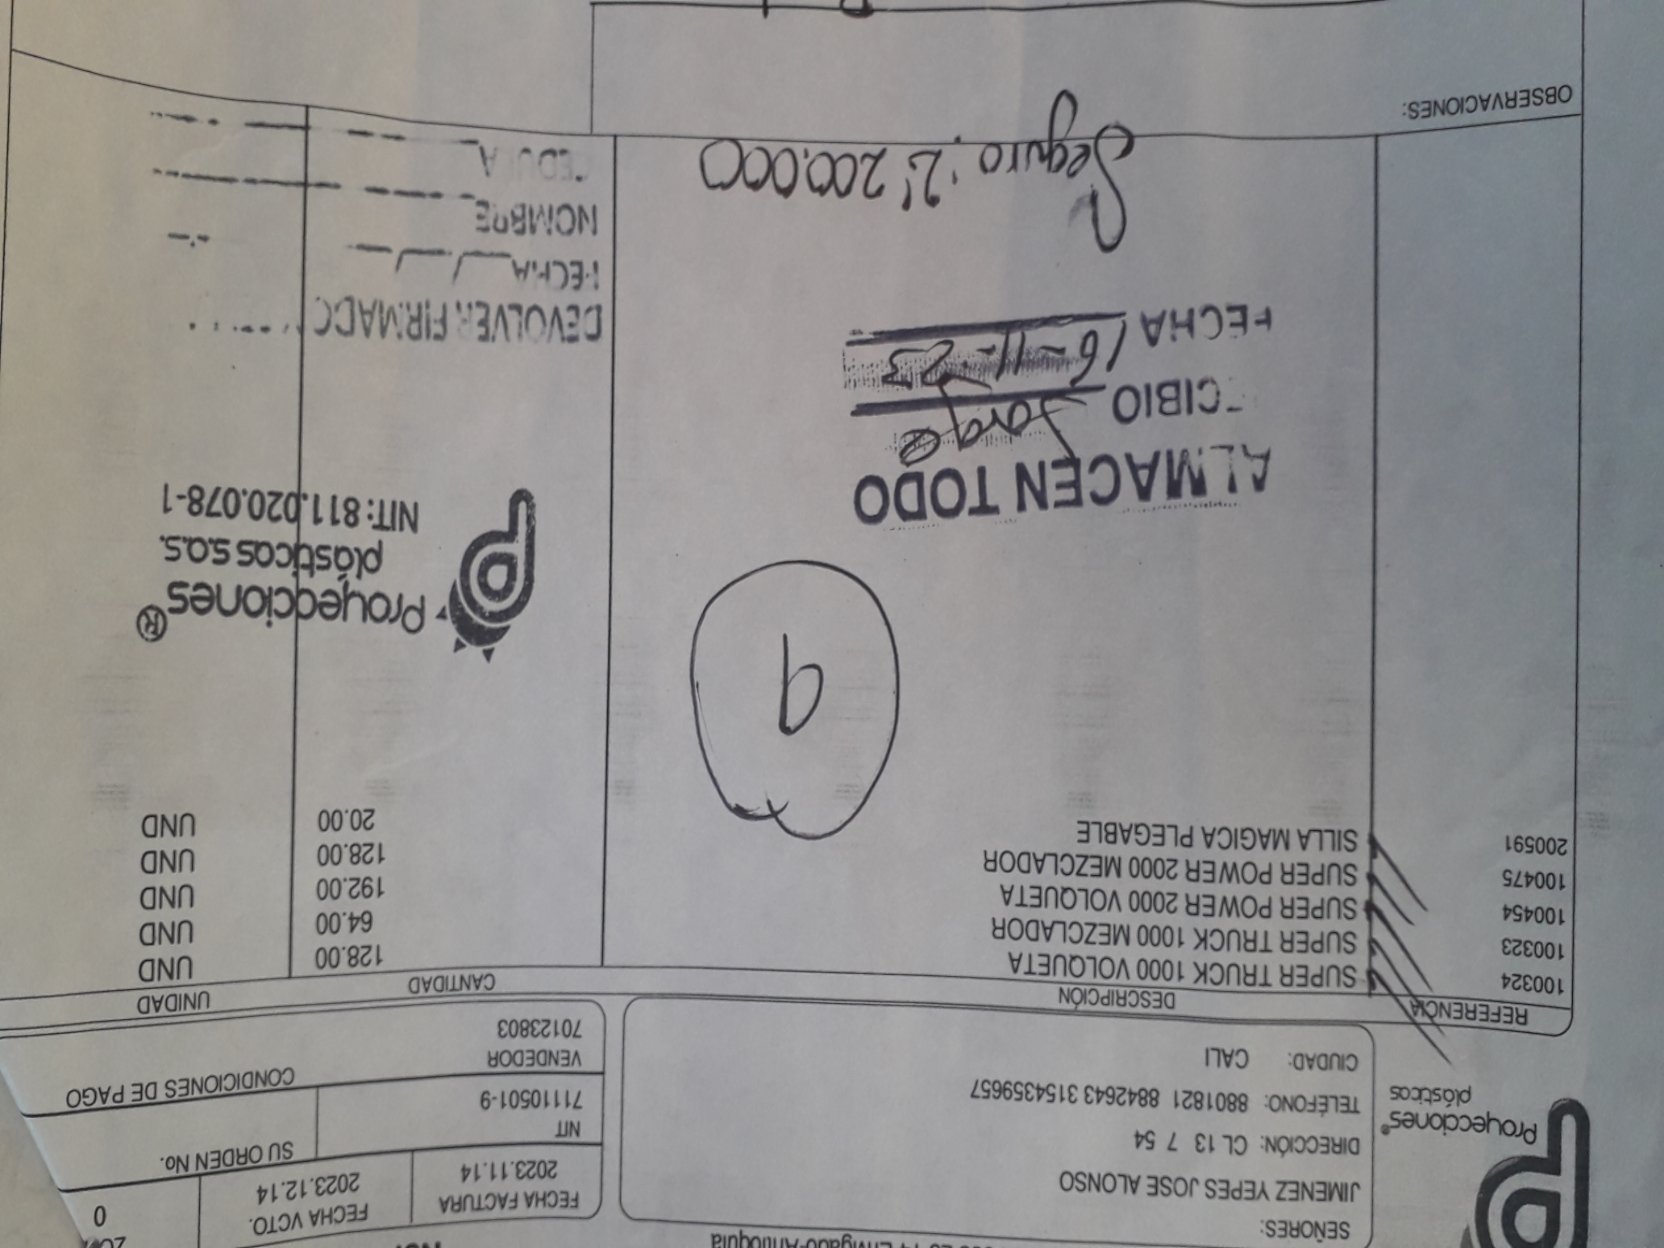 Envigado-Antioquia
Proyecciones®
plásticos
SEÑORES:
JIMENEZ YEPES JOSE ALONSO
DIRECCIÓN: CL 13 7 54
TELÉFONO: 8801821 8842643 3154359657
CIUDAD: CALI
FECHA FACTURA FECHA VCTO.
2023.11.14 2023.12.14 0
NIT SU ORDEN No.
71110501-9
VENDEDOR CONDICIONES DE PAGO
70123803
REFERENCIA DESCRIPCIÓN CANTIDAD UNIDAD
100324 SUPER TRUCK 1000 VOLQUETA 128.00 UND
100323 SUPER TRUCK 1000 MEZCLADOR 64.00 UND
100454 SUPER POWER 2000 VOLQUETA 192.00 UND
100475 SUPER POWER 2000 MEZCLADOR 128.00 UND
200591 SILLA MAGICA PLEGABLE 20.00 UND
9
Proyecciones®
plásticas s.a.s.
NIT: 811.020.078-1
ALMACEN TODO
CIBIO Jorge
FECHA 16-11-23
DEVOLVER FIRMADO
FECHA
NOMBRE
CEDULA
Seguro: 2'200.000
OBSERVACIONES: